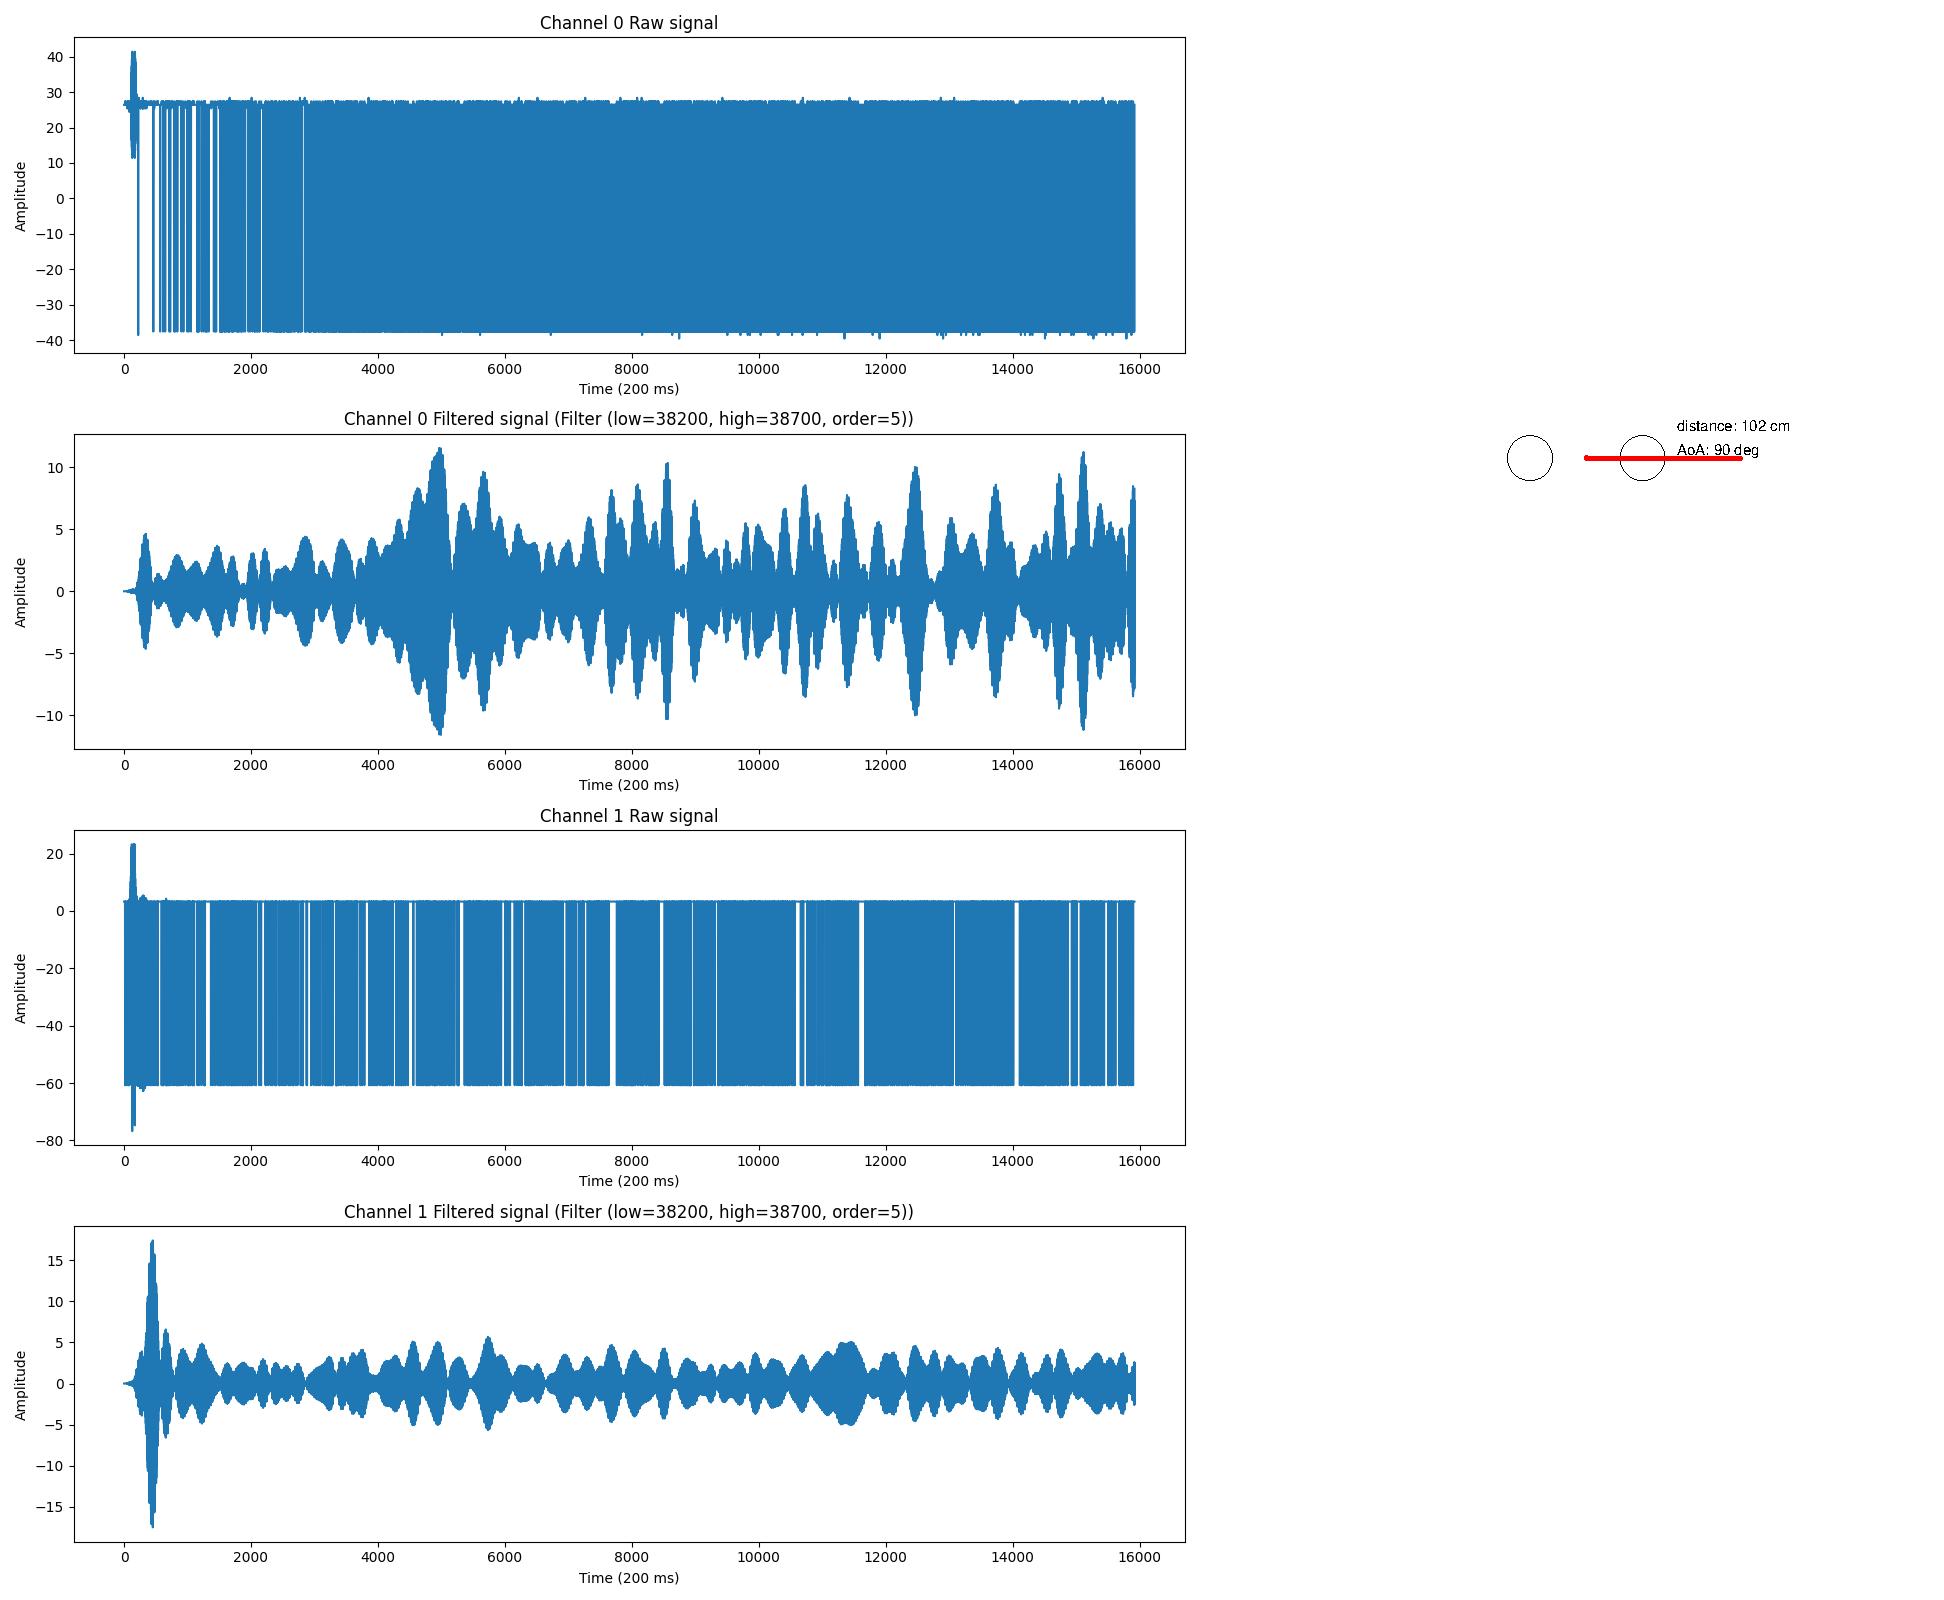 Channel 0 Raw signal
40
30
20
10
0
−10
−20
−30
−40
Amplitude
0 2000 4000 6000 8000 10000 12000 14000 16000
Time (200 ms)
Channel 0 Filtered signal (Filter (low=38200, high=38700, order=5))
10
5
0
−5
−10
Amplitude
0 2000 4000 6000 8000 10000 12000 14000 16000
Time (200 ms)
distance: 102 cm
AoA: 90 deg
Channel 1 Raw signal
20
0
−20
−40
−60
−80
Amplitude
0 2000 4000 6000 8000 10000 12000 14000 16000
Time (200 ms)
Channel 1 Filtered signal (Filter (low=38200, high=38700, order=5))
15
10
5
0
−5
−10
−15
Amplitude
0 2000 4000 6000 8000 10000 12000 14000 16000
Time (200 ms)